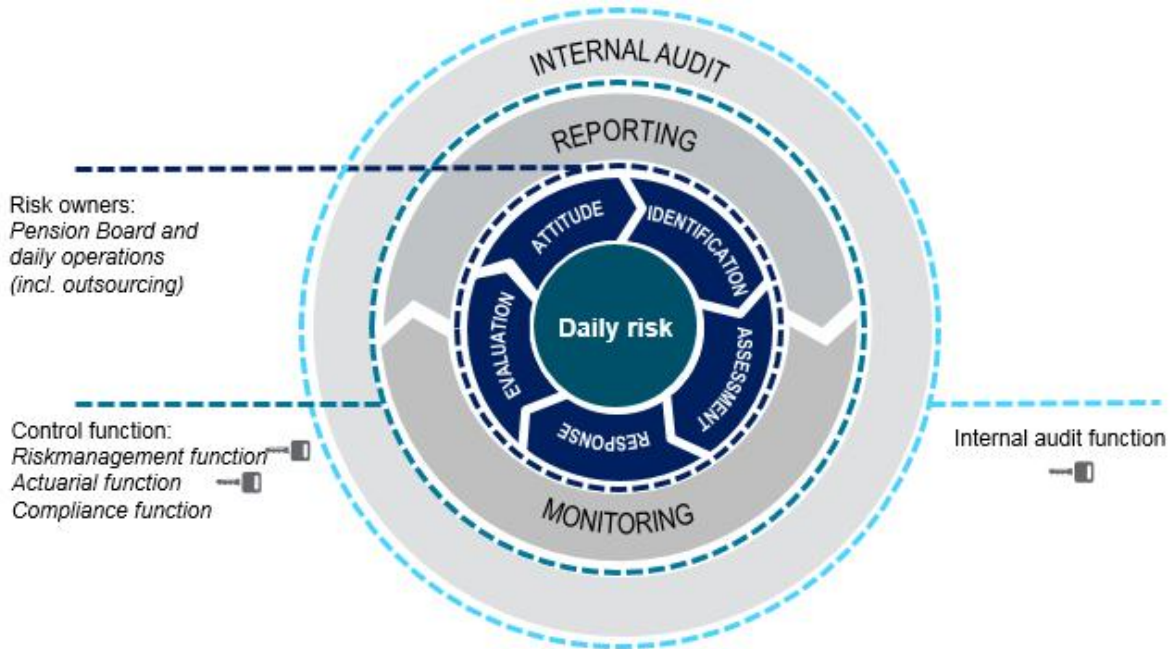 INTERNAL AUDIT
REPORTING
Risk owners:
Pension Board and
daily operations
(incl. outsourcing)
ATTITUDE
IDENTIFICATION
Daily risk
EVALUATION
ASSESSMENT
RESPONSE
MONITORING
Control function:
Riskmanagement function
Actuarial function
Compliance function
Internal audit function